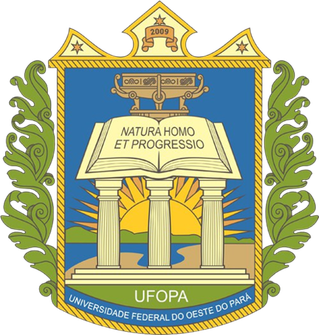 2009
NATURA HOMO
ET PROGRESSIO
UFOPA
UNIVERSIDADE FEDERAL DO OESTE DO PARÁ